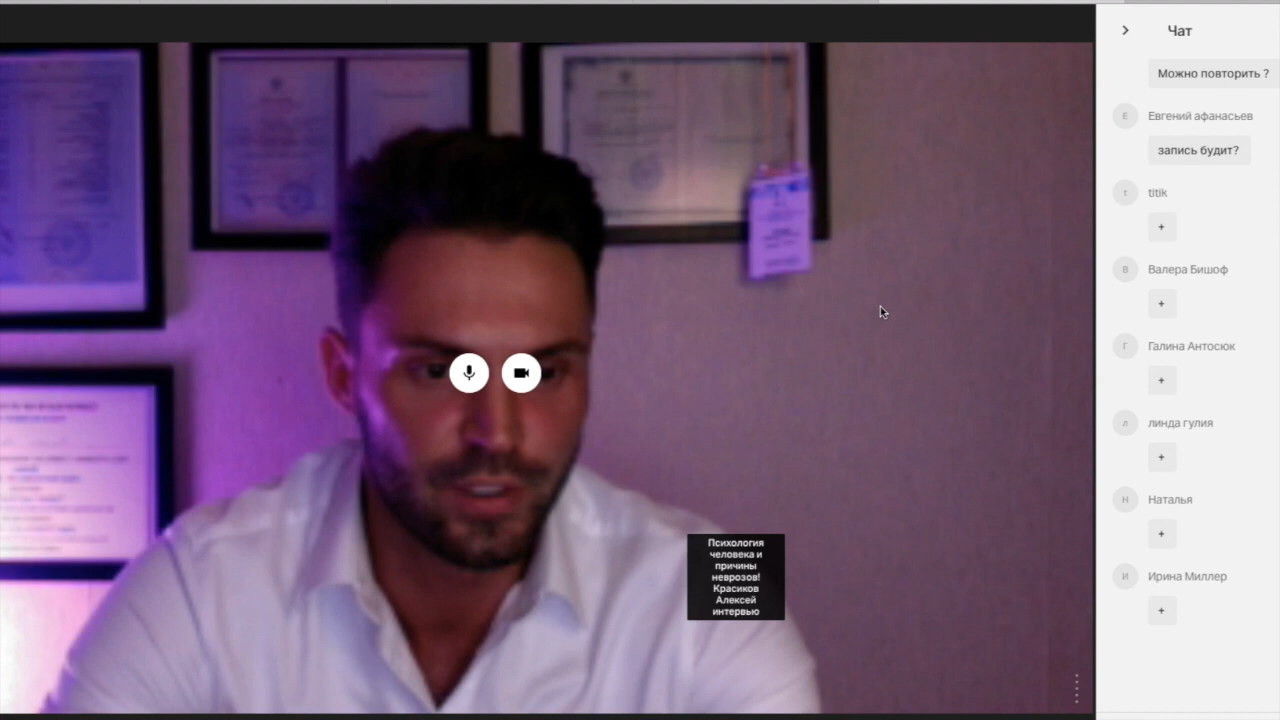 Чат
Можно повторить ?
Е
Евгений афанасьев
запись будит?
t
titik
+
В
Валера Бишоф
+
Г
Галина Антосюк
+
л
линда гулия
+
Н
Наталья
+
И
Ирина Миллер
+
Психология
человека и
причины
неврозов!
Красиков
Алексей
интервью